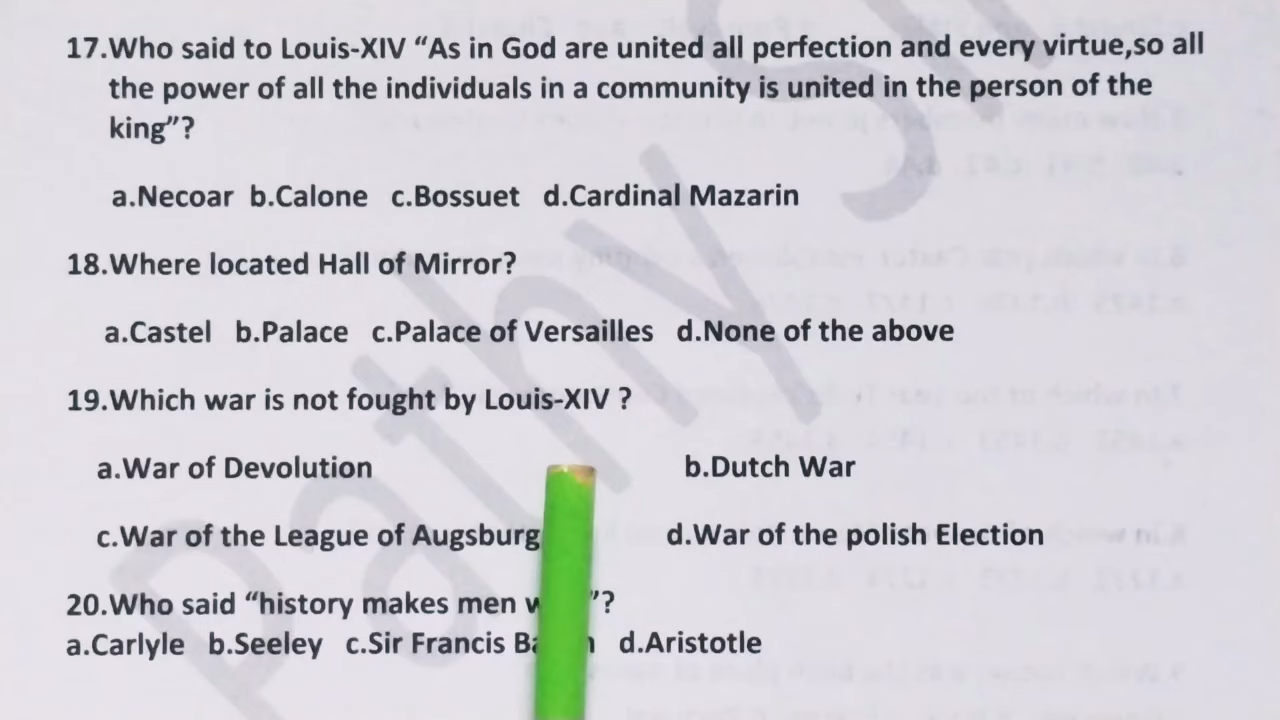 17.Who said to Louis-XIV “As in God are united all perfection and every virtue,so all
the power of all the individuals in a community is united in the person of the
king”?
a.Necoar b.Calone c.Bossuet d.Cardinal Mazarin
18.Where located Hall of Mirror?
a.Castel b.Palace c.Palace of Versailles d.None of the above
19.Which war is not fought by Louis-XIV ?
a.War of Devolution b.Dutch War
c.War of the League of Augsburg d.War of the polish Election
20.Who said “history makes men ”?
a.Carlyle b.Seeley c.Sir Francis d.Aristotle
Pathy Sir